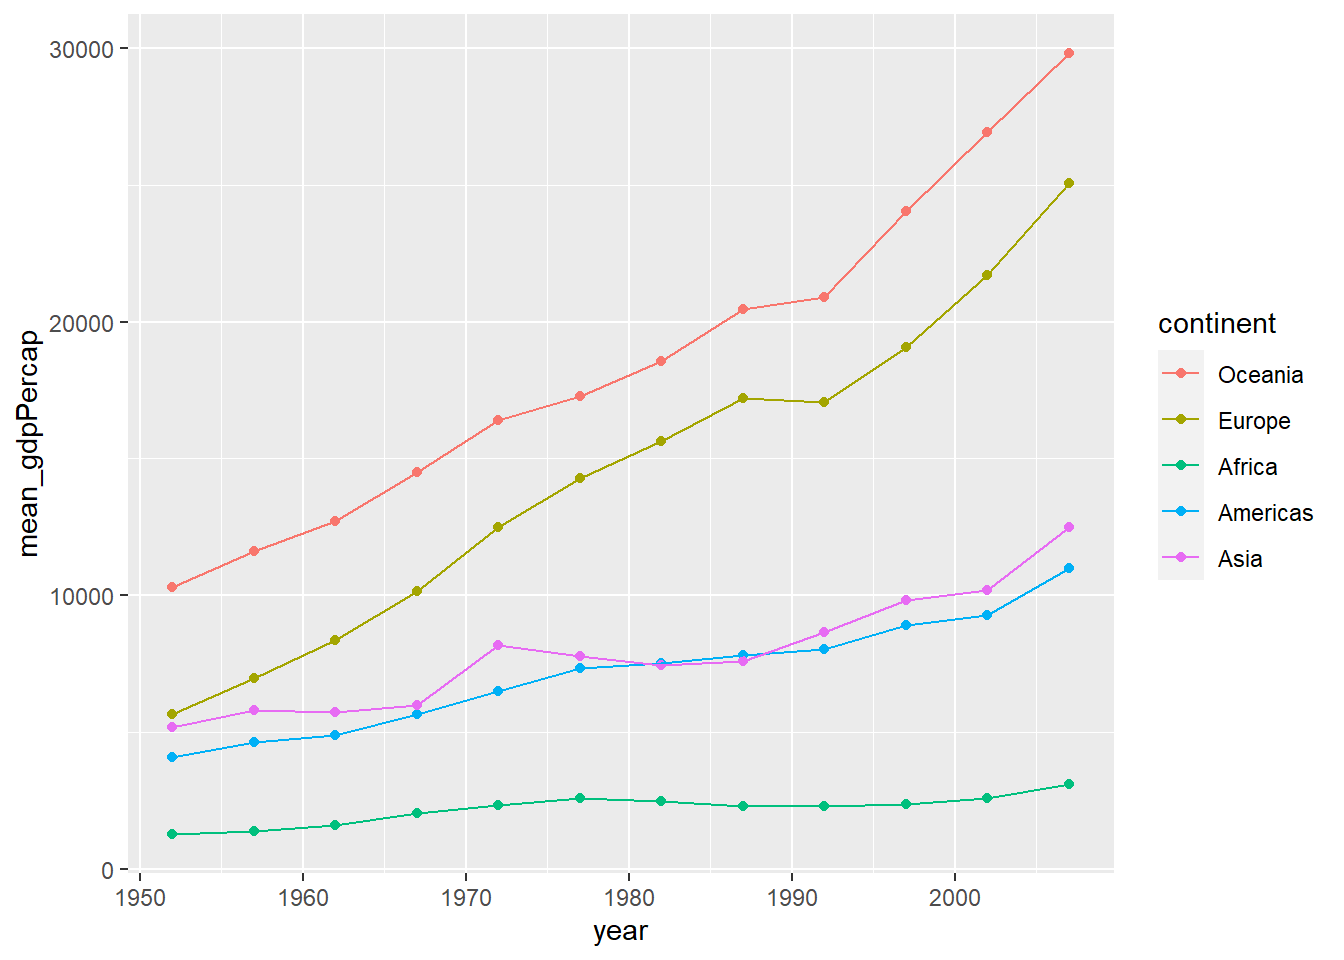 30000
20000
10000
0
mean_gdpPercap
1950 1960 1970 1980 1990 2000
year
continent
Oceania
Europe
Africa
Americas
Asia